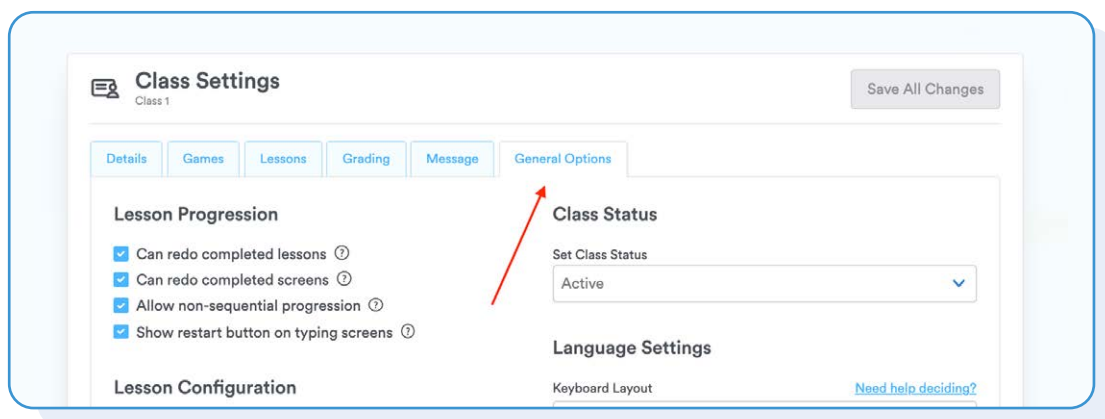 Class Settings
Class 1
Save All Changes
Details
Games
Lessons
Grading
Message
General Options
Lesson Progression
Can redo completed lessons
Can redo completed screens
Allow non-sequential progression
Show restart button on typing screens
Lesson Configuration
Class Status
Set Class Status
Active
Language Settings
Keyboard Layout
Need help deciding?